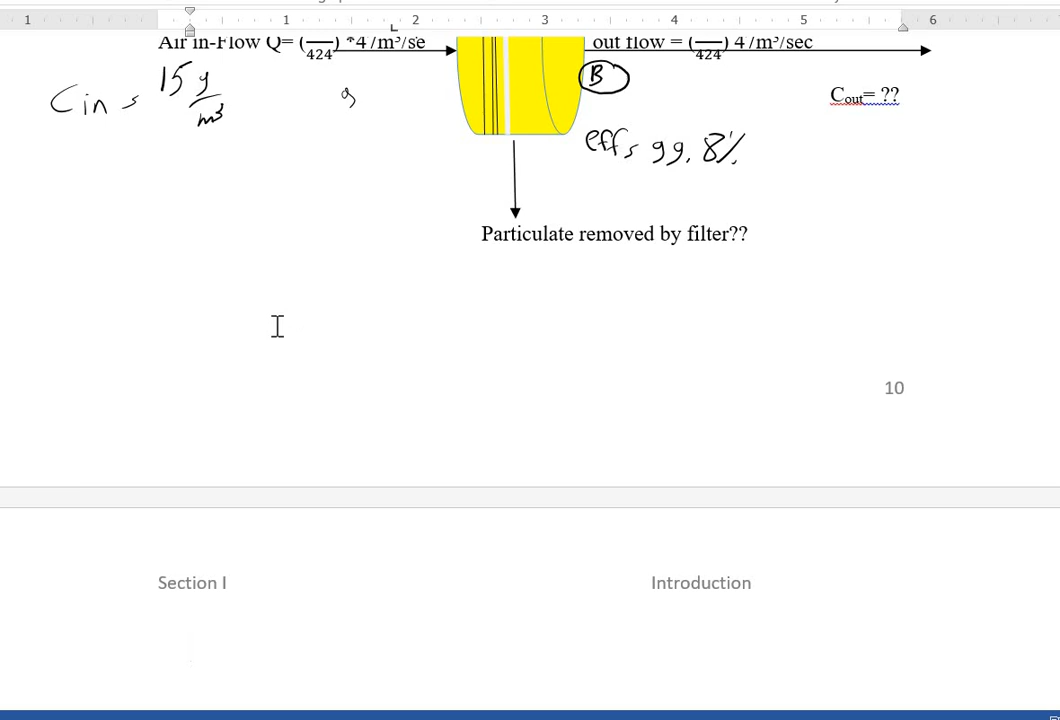 1 1 2 3 4 5 6
Air in-Flow Q= (—/424) *4 /m³/se
out flow = (—/424) 4 /m³/sec
C in = 15 g/m³
B
Cout= ??
eff= 99.8%
Particulate removed by filter??
10
Section I Introduction